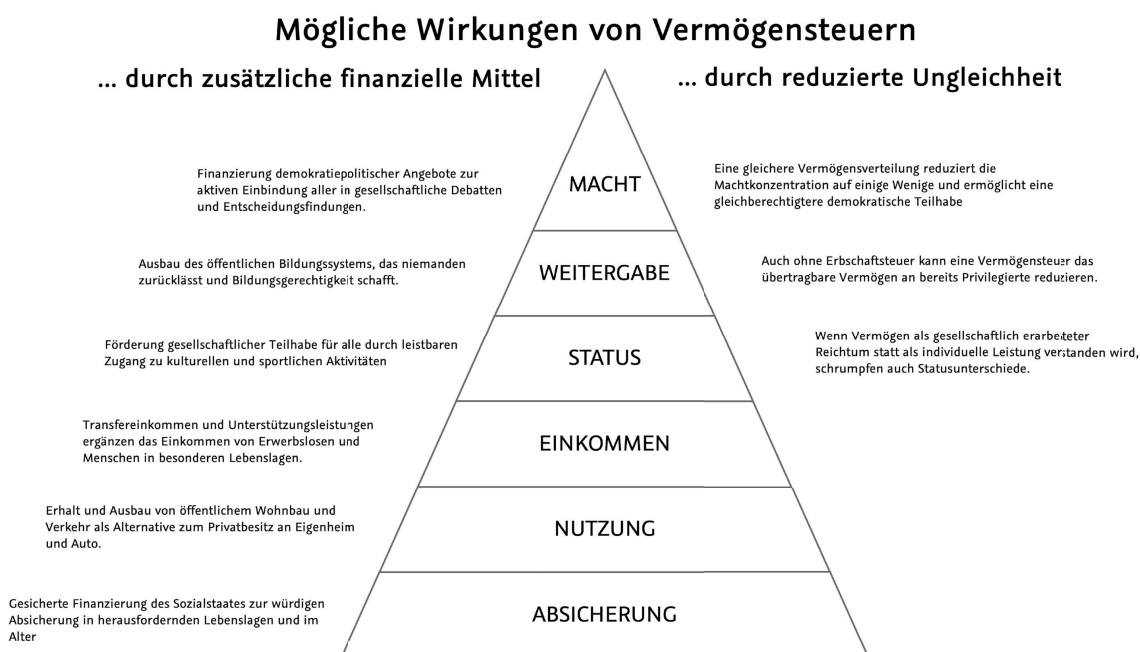 Mögliche Wirkungen von Vermögensteuern
... durch zusätzliche finanzielle Mittel
... durch reduzierte Ungleichheit
Finanzierung demokratiepolitischer Angebote zur
aktiven Einbindung aller in gesellschaftliche Debatten
und Entscheidungsfindungen.
MACHT
Eine gleichere Vermögensverteilung reduziert die
Machtkonzentration auf einige Wenige und ermöglicht eine
gleichberechtigtere demokratische Teilhabe
Ausbau des öffentlichen Bildungssystems, das niemanden
zurücklässt und Bildungsgerechtigkeit schafft.
WEITERGABE
Auch ohne Erbschaftsteuer kann eine Vermögensteuer das
übertragbare Vermögen an bereits Privilegierte reduzieren.
Förderung gesellschaftlicher Teilhabe für alle durch leistbaren
Zugang zu kulturellen und sportlichen Aktivitäten
STATUS
Wenn Vermögen als gesellschaftlich erarbeteter
Reichtum statt als individuelle Leistung verstanden wird,
schrumpfen auch Statusunterschiede.
Transfereinkommen und Unterstützungsleistungen
ergänzen das Einkommen von Erwerbslosen und
Menschen in besonderen Lebenslagen.
EINKOMMEN
Erhalt und Ausbau von öffentlichem Wohnbau und
Verkehr als Alternative zum Privatbesitz an Eigenheim
und Auto.
NUTZUNG
Gesicherte Finanzierung des Sozialstaates zur würdigen
Absicherung in herausfordernden Lebenslagen und im
Alter
ABSICHERUNG